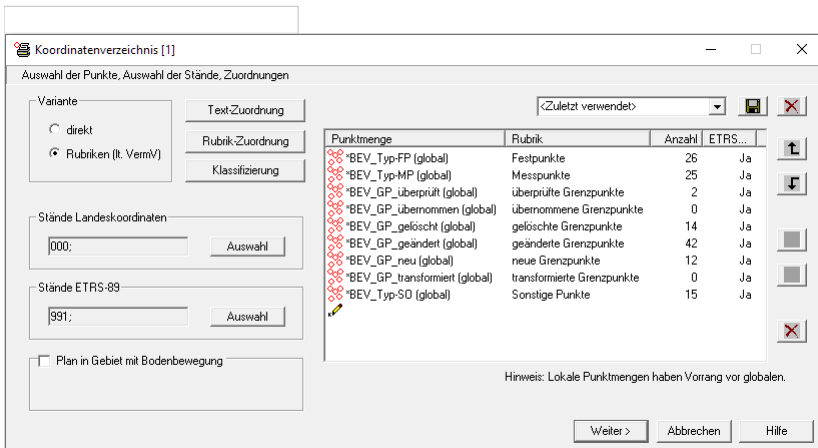 Koordinatenverzeichnis [1]
Auswahl der Punkte, Auswahl der Stände, Zuordnungen
Variante
direkt
Rubriken (lt. VermV)
Text-Zuordnung
Rubrik-Zuordnung
Klassifizierung
Stände Landeskoordinaten
000;
Auswahl
Stände ETRS-89
991;
Auswahl
Plan in Gebiet mit Bodenbewegung
<Zuletzt verwendet>
Punktmenge Rubrik Anzahl ETRS...
*BEV_Typ-FP (global) Festpunkte 26 Ja
*BEV_Typ-MP (global) Messpunkte 25 Ja
*BEV_GP_überprüft (global) überprüfte Grenzpunkte 2 Ja
*BEV_GP_übernommen (global) übernommene Grenzpunkte 0 Ja
*BEV_GP_gelöscht (global) gelöschte Grenzpunkte 14 Ja
*BEV_GP_geändert (global) geänderte Grenzpunkte 42 Ja
*BEV_GP_neu (global) neue Grenzpunkte 12 Ja
*BEV_GP_transformiert (global) transformierte Grenzpunkte 0 Ja
*BEV_Typ-SO (global) Sonstige Punkte 15 Ja
Hinweis: Lokale Punktmengen haben Vorrang vor globalen.
Weiter >
Abbrechen
Hilfe